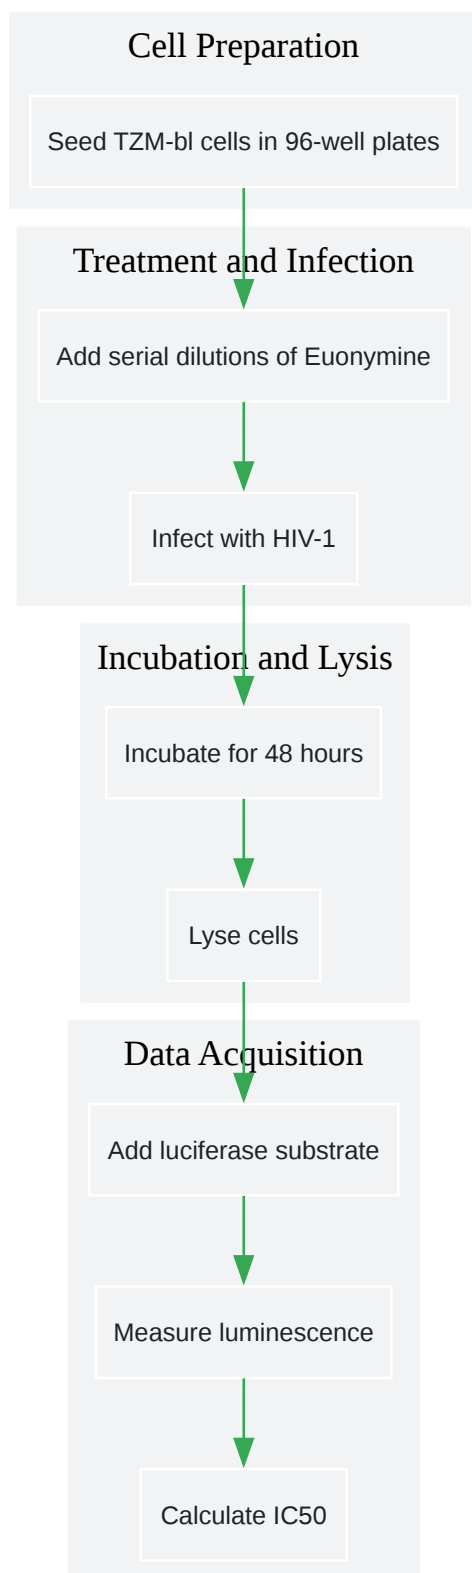 Cell Preparation
Seed TZM-bl cells in 96-well plates
Treatment and Infection
Add serial dilutions of Euonymine
Infect with HIV-1
Incubation and Lysis
Incubate for 48 hours
Lyse cells
Data Acquisition
Add luciferase substrate
Measure luminescence
Calculate IC50